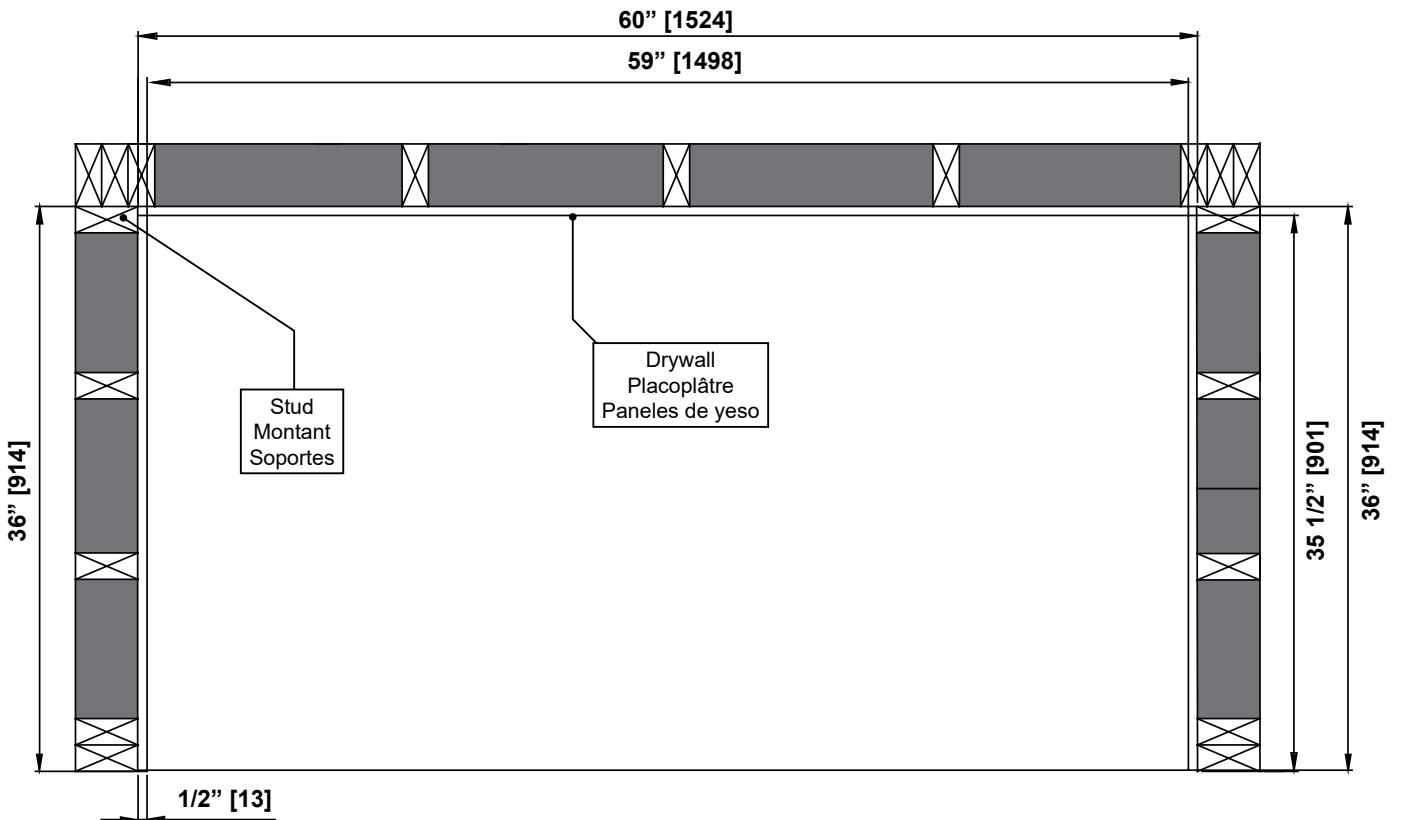 60” [1524]
59” [1498]
Drywall
Placoplâtre
Paneles de yeso
Stud
Montant
Soportes
36” [914]
35 1/2” [901]
36” [914]
1/2” [13]